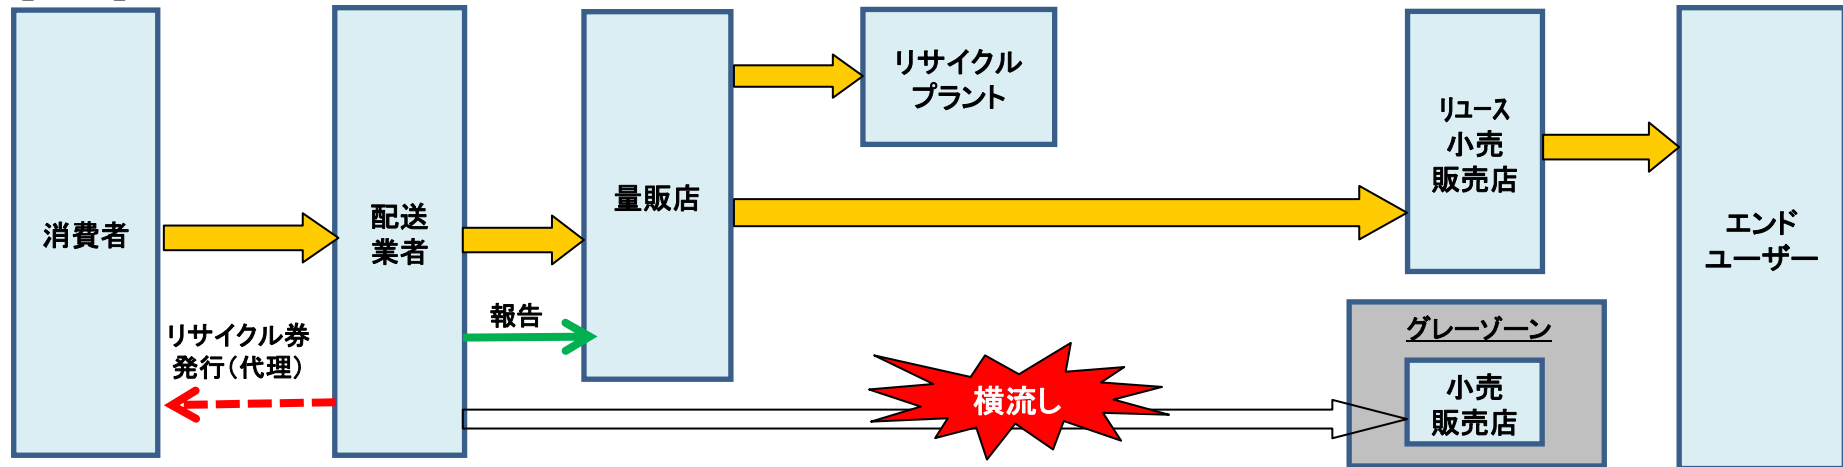 消費者
リサイクル券
発行(代理)
配送
業者
報告
量販店
リサイクル
プラント
横流し
リユース
小売
販売店
グレーゾーン
小売
販売店
エンド
ユーザー